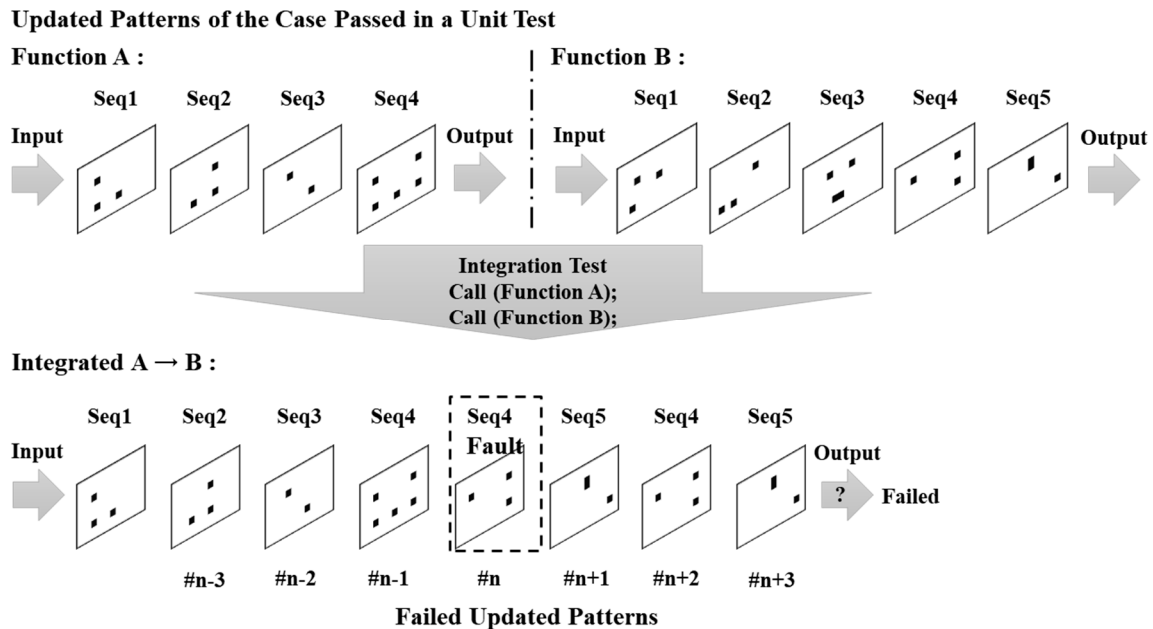 Updated Patterns of the Case Passed in a Unit Test
Function A :
Function B :
Seq1 Seq2 Seq3 Seq4
Seq1 Seq2 Seq3 Seq4 Seq5
Input
Output
Input
Output
Integration Test
Call (Function A);
Call (Function B);
Integrated A → B :
Seq1 Seq2 Seq3 Seq4 Seq4 Seq5 Seq4 Seq5
Fault
Input
Output
?
Failed
#n-3 #n-2 #n-1 #n #n+1 #n+2 #n+3
Failed Updated Patterns